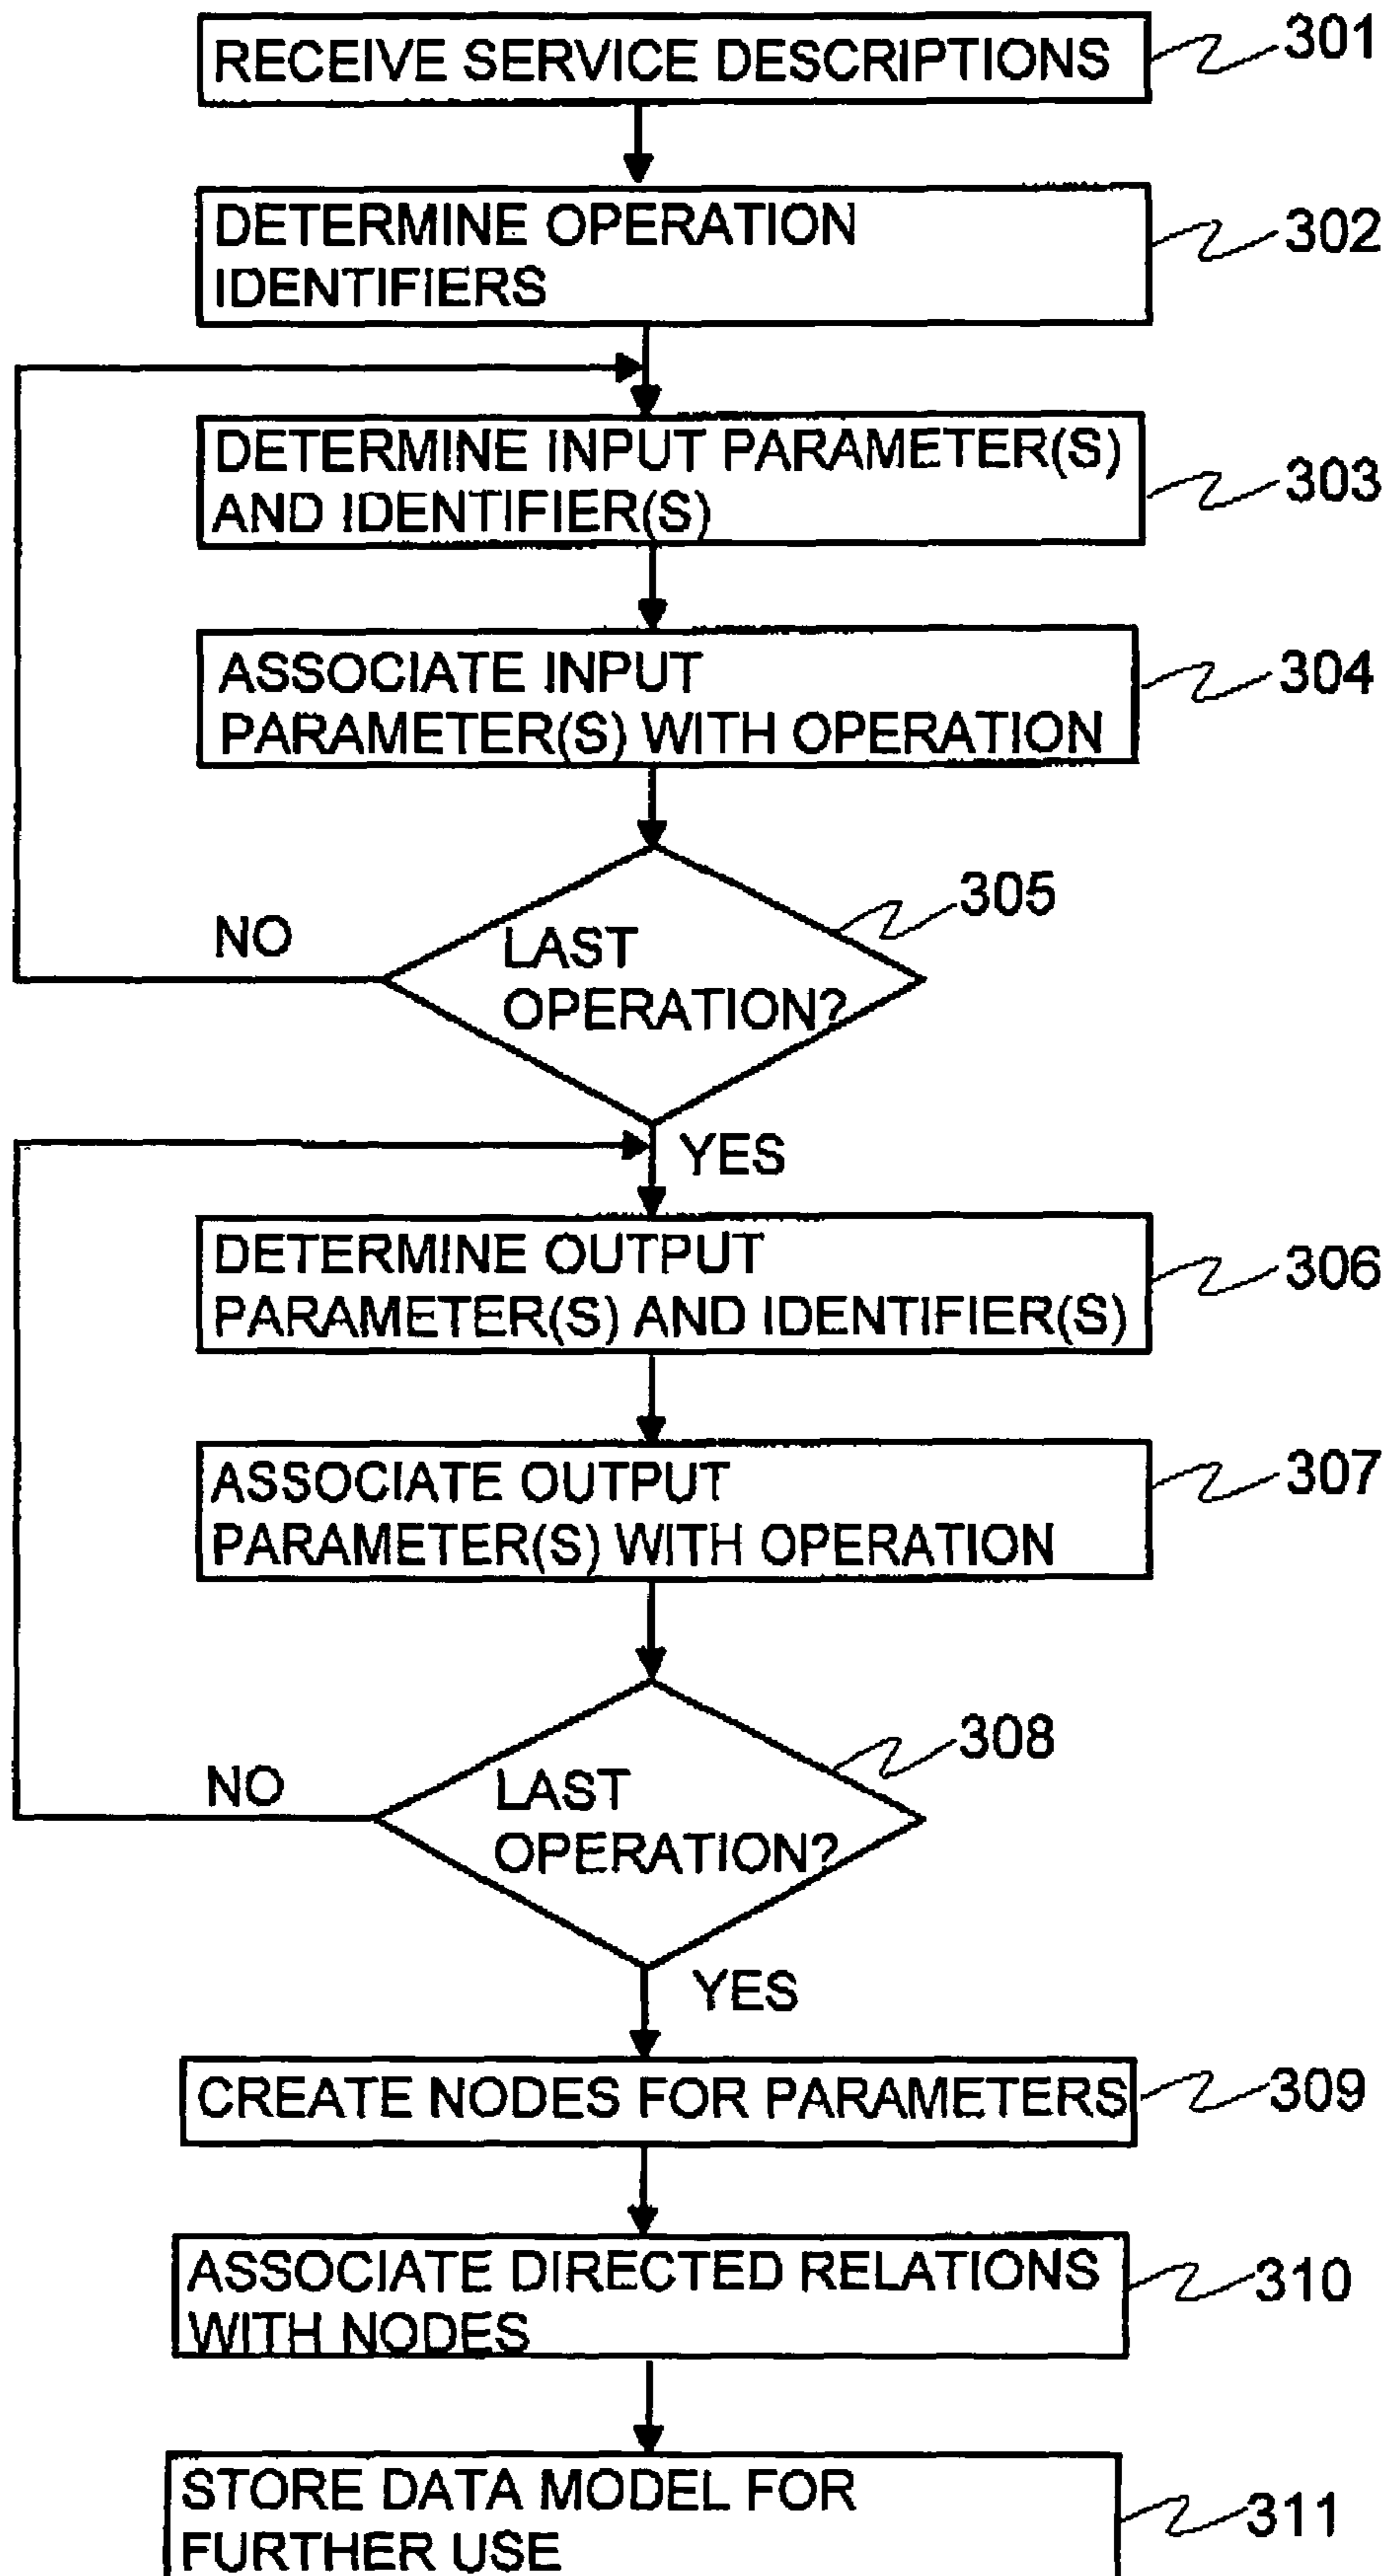 RECEIVE SERVICE DESCRIPTIONS
301
DETERMINE OPERATION
IDENTIFIERS
302
DETERMINE INPUT PARAMETER(S)
AND IDENTIFIER(S)
303
ASSOCIATE INPUT
PARAMETER(S) WITH OPERATION
304
305
NO
LAST
OPERATION?
YES
DETERMINE OUTPUT
PARAMETER(S) AND IDENTIFIER(S)
306
ASSOCIATE OUTPUT
PARAMETER(S) WITH OPERATION
307
308
NO
LAST
OPERATION?
YES
CREATE NODES FOR PARAMETERS
309
ASSOCIATE DIRECTED RELATIONS
WITH NODES
310
STORE DATA MODEL FOR
FURTHER USE
311